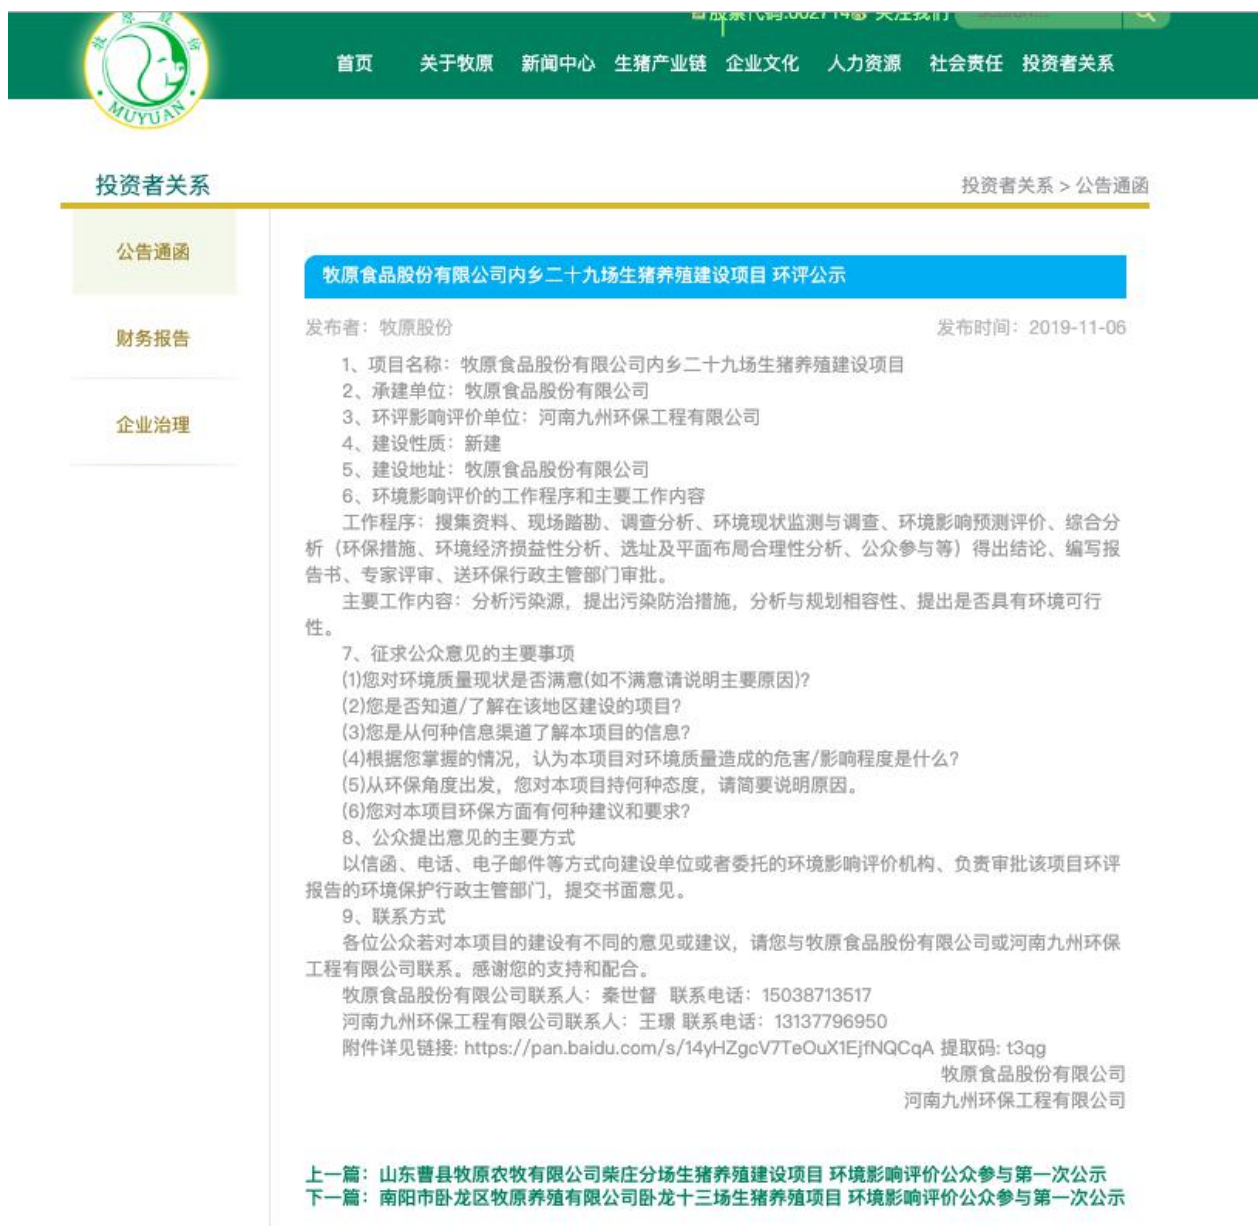 牧原股份
MUYUAN
股票代码:002714 关注我们
首页 关于牧原 新闻中心 生猪产业链 企业文化 人力资源 社会责任 投资者关系
投资者关系
投资者关系 > 公告通函
公告通函
财务报告
企业治理
牧原食品股份有限公司内乡二十九场生猪养殖建设项目 环评公示
发布者：牧原股份 发布时间：2019-11-06
1、项目名称：牧原食品股份有限公司内乡二十九场生猪养殖建设项目
2、承建单位：牧原食品股份有限公司
3、环评影响评价单位：河南九州环保工程有限公司
4、建设性质：新建
5、建设地址：牧原食品股份有限公司
6、环境影响评价的工作程序和主要工作内容
工作程序：搜集资料、现场踏勘、调查分析、环境现状监测与调查、环境影响预测评价、综合分
析（环保措施、环境经济损益性分析、选址及平面布局合理性分析、公众参与等）得出结论、编写报
告书、专家评审、送环保行政主管部门审批。
主要工作内容：分析污染源，提出污染防治措施，分析与规划相容性、提出是否具有环境可行
性。
7、征求公众意见的主要事项
(1)您对环境质量现状是否满意(如不满意请说明主要原因)?
(2)您是否知道/了解在该地区建设的项目?
(3)您是从何种信息渠道了解本项目的信息?
(4)根据您掌握的情况，认为本项目对环境质量造成的危害/影响程度是什么?
(5)从环保角度出发，您对本项目持何种态度，请简要说明原因。
(6)您对本项目环保方面有何种建议和要求?
8、公众提出意见的主要方式
以信函、电话、电子邮件等方式向建设单位或者委托的环境影响评价机构、负责审批该项目环评
报告的环境保护行政主管部门，提交书面意见。
9、联系方式
各位公众若对本项目的建设有不同的意见或建议，请您与牧原食品股份有限公司或河南九州环保
工程有限公司联系。感谢您的支持和配合。
牧原食品股份有限公司联系人：秦世督 联系电话：15038713517
河南九州环保工程有限公司联系人：王璟 联系电话：13137796950
附件详见链接: https://pan.baidu.com/s/14yHZgcV7TeOuX1EjfNQCqA 提取码: t3qg
牧原食品股份有限公司
河南九州环保工程有限公司
上一篇：山东曹县牧原农牧有限公司柴庄分场生猪养殖建设项目 环境影响评价公众参与第一次公示
下一篇：南阳市卧龙区牧原养殖有限公司卧龙十三场生猪养殖项目 环境影响评价公众参与第一次公示